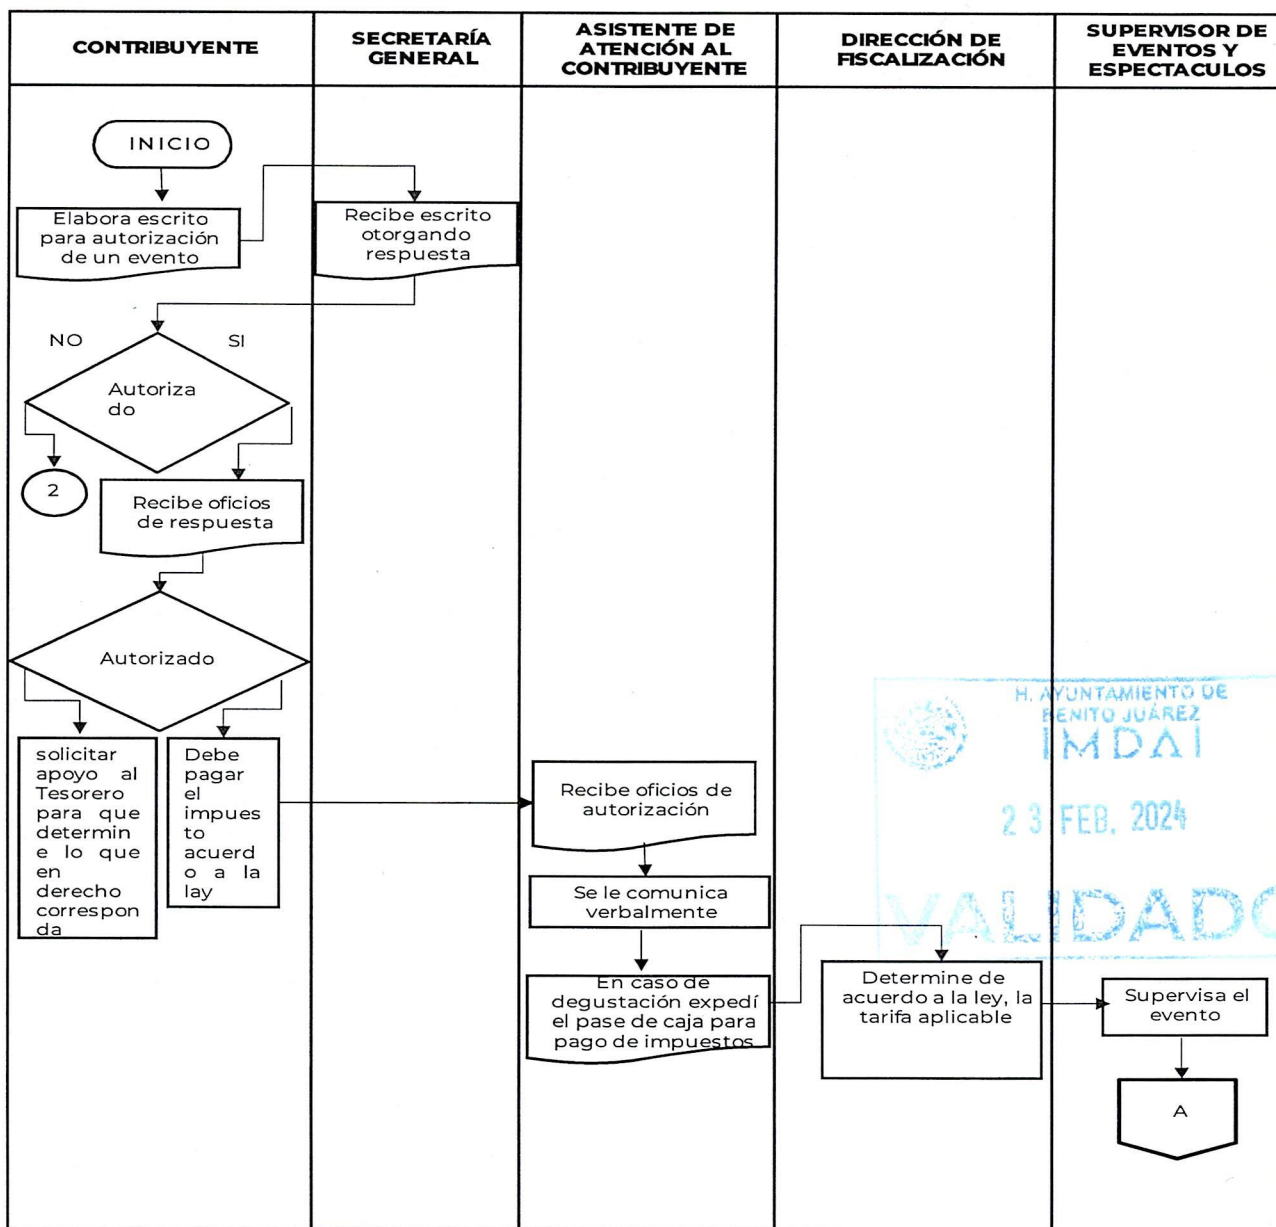 CONTRIBUYENTE
SECRETARÍA
GENERAL
ASISTENTE DE
ATENCIÓN AL
CONTRIBUYENTE
DIRECCIÓN DE
FISCALIZACIÓN
SUPERVISOR DE
EVENTOS Y
ESPECTACULOS
INICIO
Elabora escrito
para autorización
de un evento
Recibe escrito
otorgando
respuesta
NO
SI
Autoriza
do
2
Recibe oficios
de respuesta
Autorizado
solicitar
apoyo al
Tesorero
para que
determin
e lo que
en
derecho
correspon
da
Debe
pagar
el
impues
to
acuerd
o a la
lay
Recibe oficios de
autorización
Se le comunica
verbalmente
En caso de
degustación expedí
el pase de caja para
pago de impuestos
Determine de
acuerdo a la ley, la
tarifa aplicable
Supervisa el
evento
A
H. AYUNTAMIENTO DE
BENITO JUÁREZ
IMDAI
23 FEB. 2024
VALIDADO